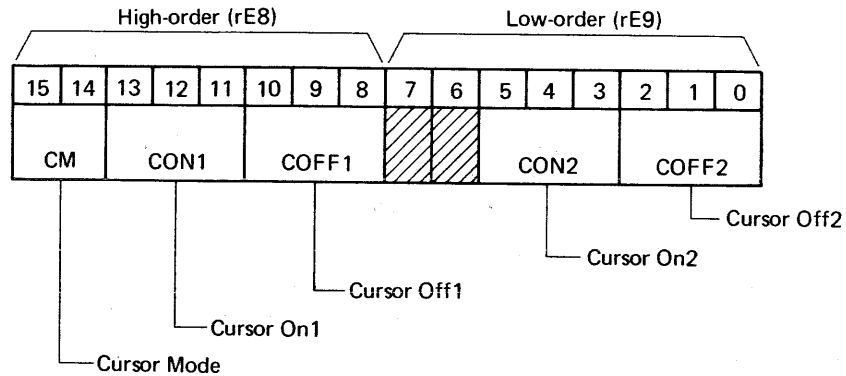 High-order (rE8) Low-order (rE9)
15 14 13 12 11 10 9 8 7 6 5 4 3 2 1 0
CM CON1 COFF1 CON2 COFF2
Cursor Off2
Cursor On2
Cursor Off1
Cursor On1
Cursor Mode